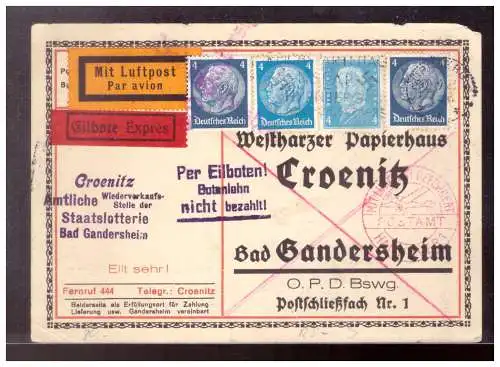 Mit Luftpost
Par avion
Eilbote Exprès
4 4 4 4
Deutsches Reich Deutsches Reich Deutsches Reich
Westharzer Papierhaus
Croenitz
Bad Gandersheim
O. P. D. Bswg.
Postschließfach Nr. 1
Croenitz
Amtliche Wiederverkaufs-
Stelle der
Staatslotterie
Bad Gandersheim
Per Eilboten!
Botenlohn
nicht bezahlt!
POSTAMT
Eilt sehr!
Fernruf 444 Telegr.: Croenitz
Beiderseits als Erfüllungsort für Zahlung
Lieferung usw. Gandersheim vereinbart